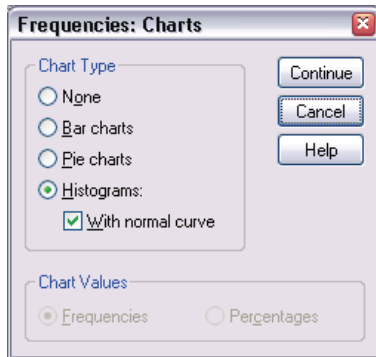 Frequencies: Charts
Chart Type
None
Bar charts
Pie charts
Histograms:
With normal curve
Continue
Cancel
Help
Chart Values
Frequencies Percentages